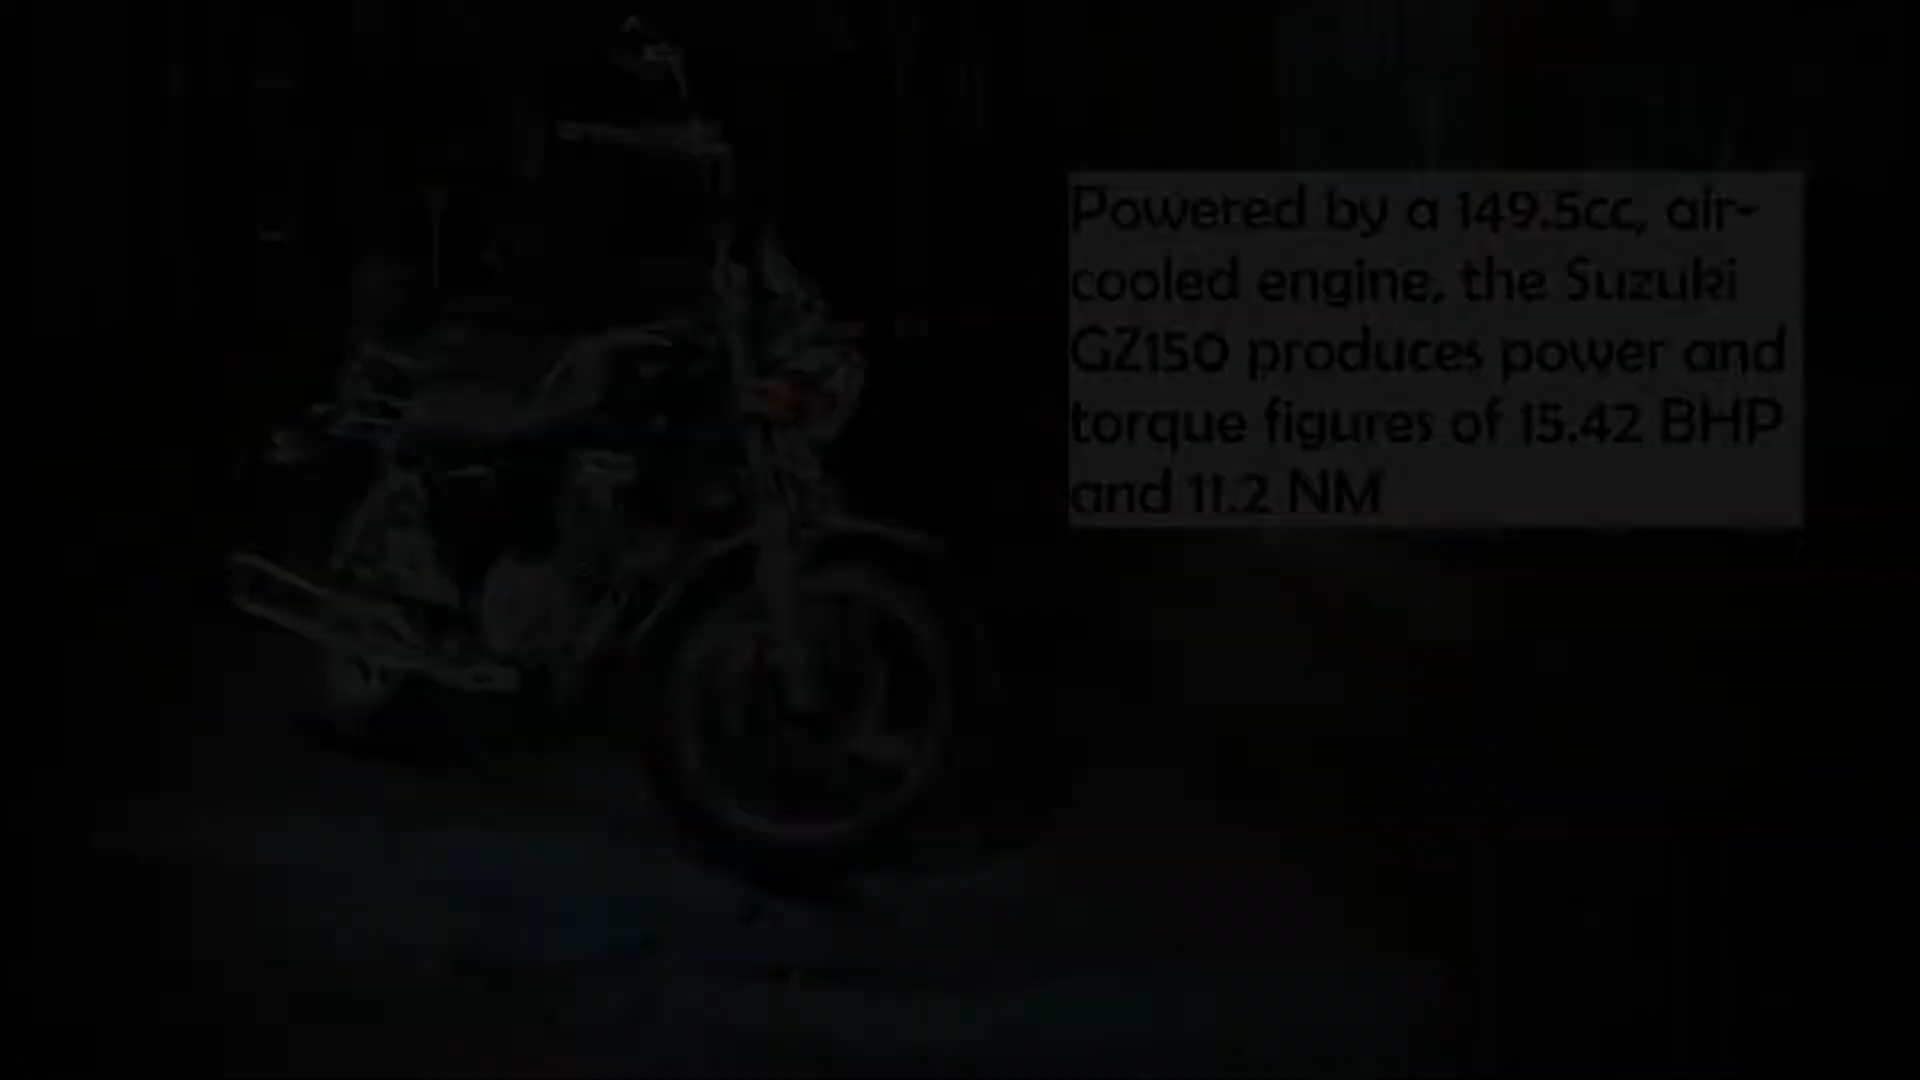 Powered by a 149.5cc, air-
cooled engine, the Suzuki
GZ150 produces power and
torque figures of 15.42 BHP
and 11.2 NM